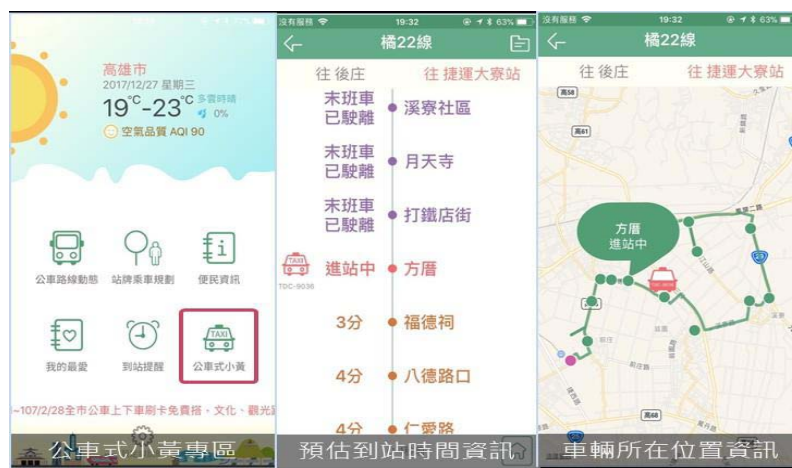 高雄市
2017/12/27 星期三
19°C-23°C 多雲時晴
0%
空氣品質 AQI 90
公車路線動態
站牌乘車規劃
便民資訊
我的最愛
到站提醒
TAXI
公車式小黃
~107/2/28全市公車上下車刷卡免費搭、文化、觀光
公車式小黃專區
沒有服務 19:32 63%
橘22線
往 後庄
往 捷運大寮站
末班車
已駛離
溪寮社區
末班車
已駛離
月天寺
末班車
已駛離
打鐵店街
TAXI
TDC-9036
進站中
方厝
3分
福德祠
4分
八德路口
4分
仁愛路
預估到站時間資訊
沒有服務 19:32 63%
橘22線
往 後庄
往 捷運大寮站
高58
高61
方厝
進站中
高68
車輛所在位置資訊